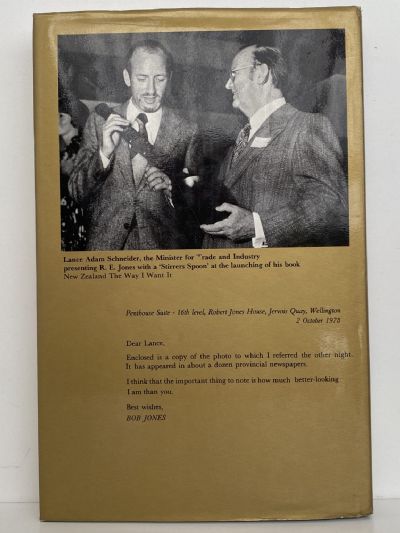 Lance Adam Schneider, the Minister for Trade and Industry
presenting R. E. Jones with a 'Stirrers Spoon' at the launching of his book
New Zealand The Way I Want It
Penthouse Suite - 16th level, Robert Jones House, Jervois Quay, Wellington
2 October 1978
Dear Lance,
Enclosed is a copy of the photo to which I referred the other night.
It has appeared in about a dozen provincial newspapers.
I think that the important thing to note is how much better-looking
I am than you.
Best wishes,
BOB JONES